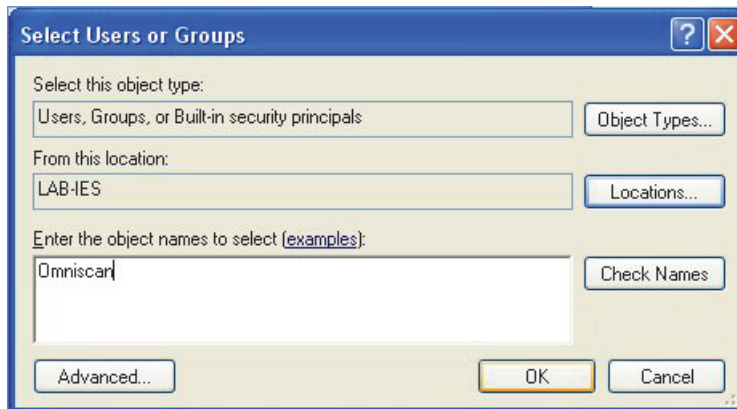 Select Users or Groups
Select this object type:
Users, Groups, or Built-in security principals
Object Types...
From this location:
LAB-IES
Locations...
Enter the object names to select (examples):
Omniscan
Check Names
Advanced...
OK
Cancel